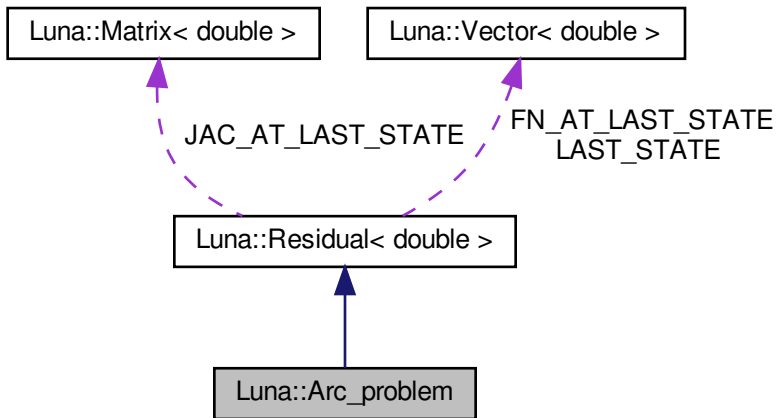 Luna::Matrix< double >
Luna::Vector< double >
JAC_AT_LAST_STATE
FN_AT_LAST_STATE
LAST_STATE
Luna::Residual< double >
Luna::Arc_problem